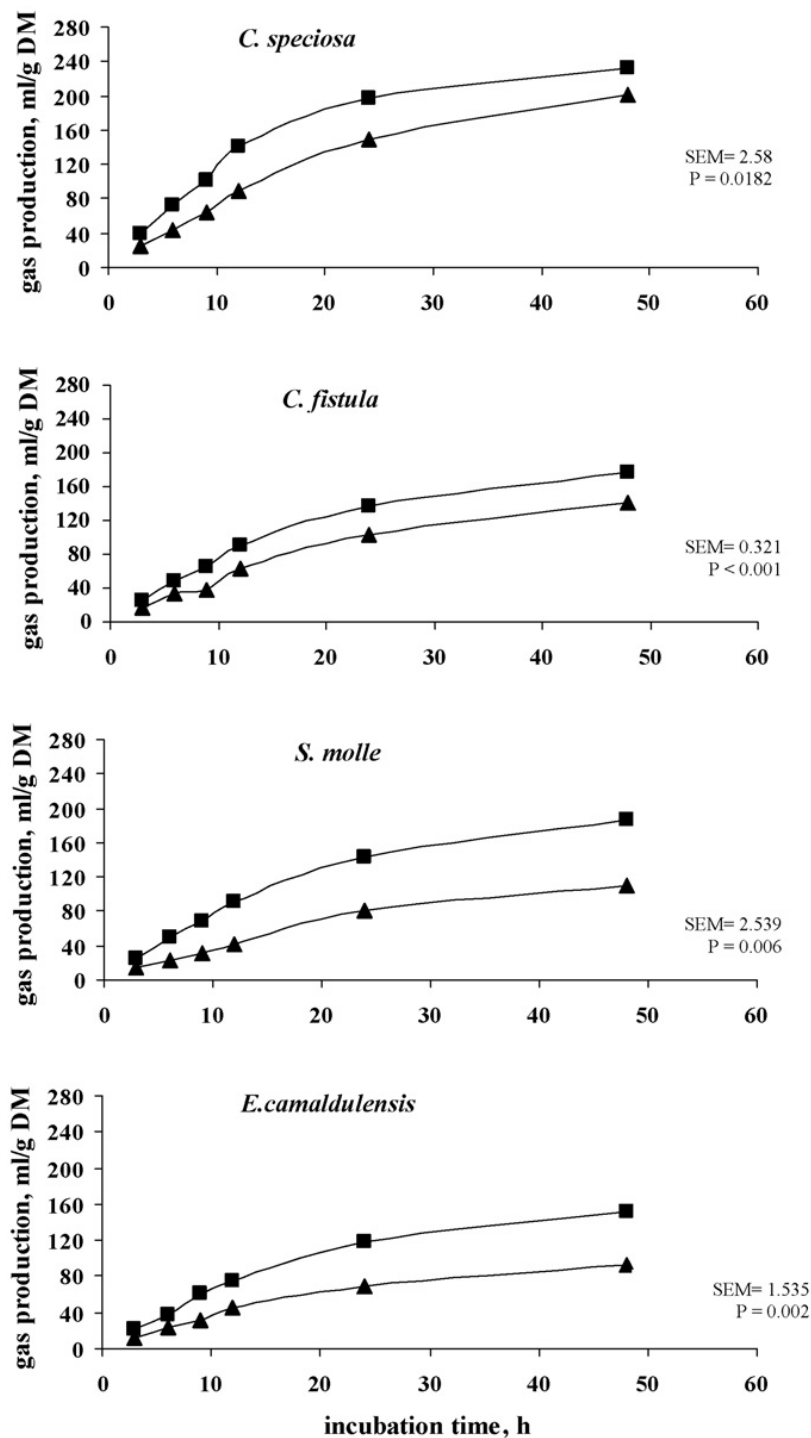 C. speciosa
gas production, ml/g DM
280
240
200
160
120
80
40
0
SEM= 2.58
P = 0.0182
0 10 20 30 40 50 60
C. fistula
gas production, ml/g DM
280
240
200
160
120
80
40
0
SEM= 0.321
P < 0.001
0 10 20 30 40 50 60
S. molle
gas production, ml/g DM
280
240
200
160
120
80
40
0
SEM= 2.539
P = 0.006
0 10 20 30 40 50 60
E.camaldulensis
gas production, ml/g DM
280
240
200
160
120
80
40
0
SEM= 1.535
P = 0.002
0 10 20 30 40 50 60
incubation time, h